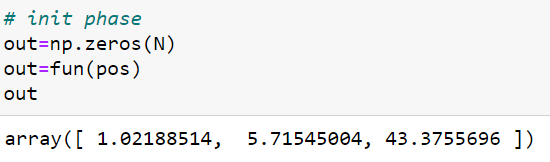 # init phase
out=np.zeros(N)
out=fun(pos)
out
array([ 1.02188514,  5.71545004, 43.3755696 ])